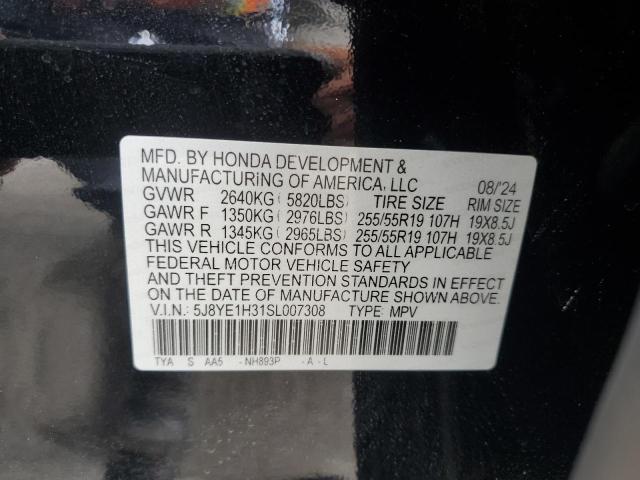 MFD. BY HONDA DEVELOPMENT &
MANUFACTURING OF AMERICA, LLC 08/'24
GVWR 2640KG (5820LBS) TIRE SIZE RIM SIZE
GAWR F 1350KG (2976LBS) 255/55R19 107H 19X8.5J
GAWR R 1345KG (2965LBS) 255/55R19 107H 19X8.5J
THIS VEHICLE CONFORMS TO ALL APPLICABLE
FEDERAL MOTOR VEHICLE SAFETY
AND THEFT PREVENTION STANDARDS IN EFFECT
ON THE DATE OF MANUFACTURE SHOWN ABOVE.
V.I.N.: 5J8YE1H31SL007308 TYPE: MPV
TYA S AA5 -NH893P -A-L